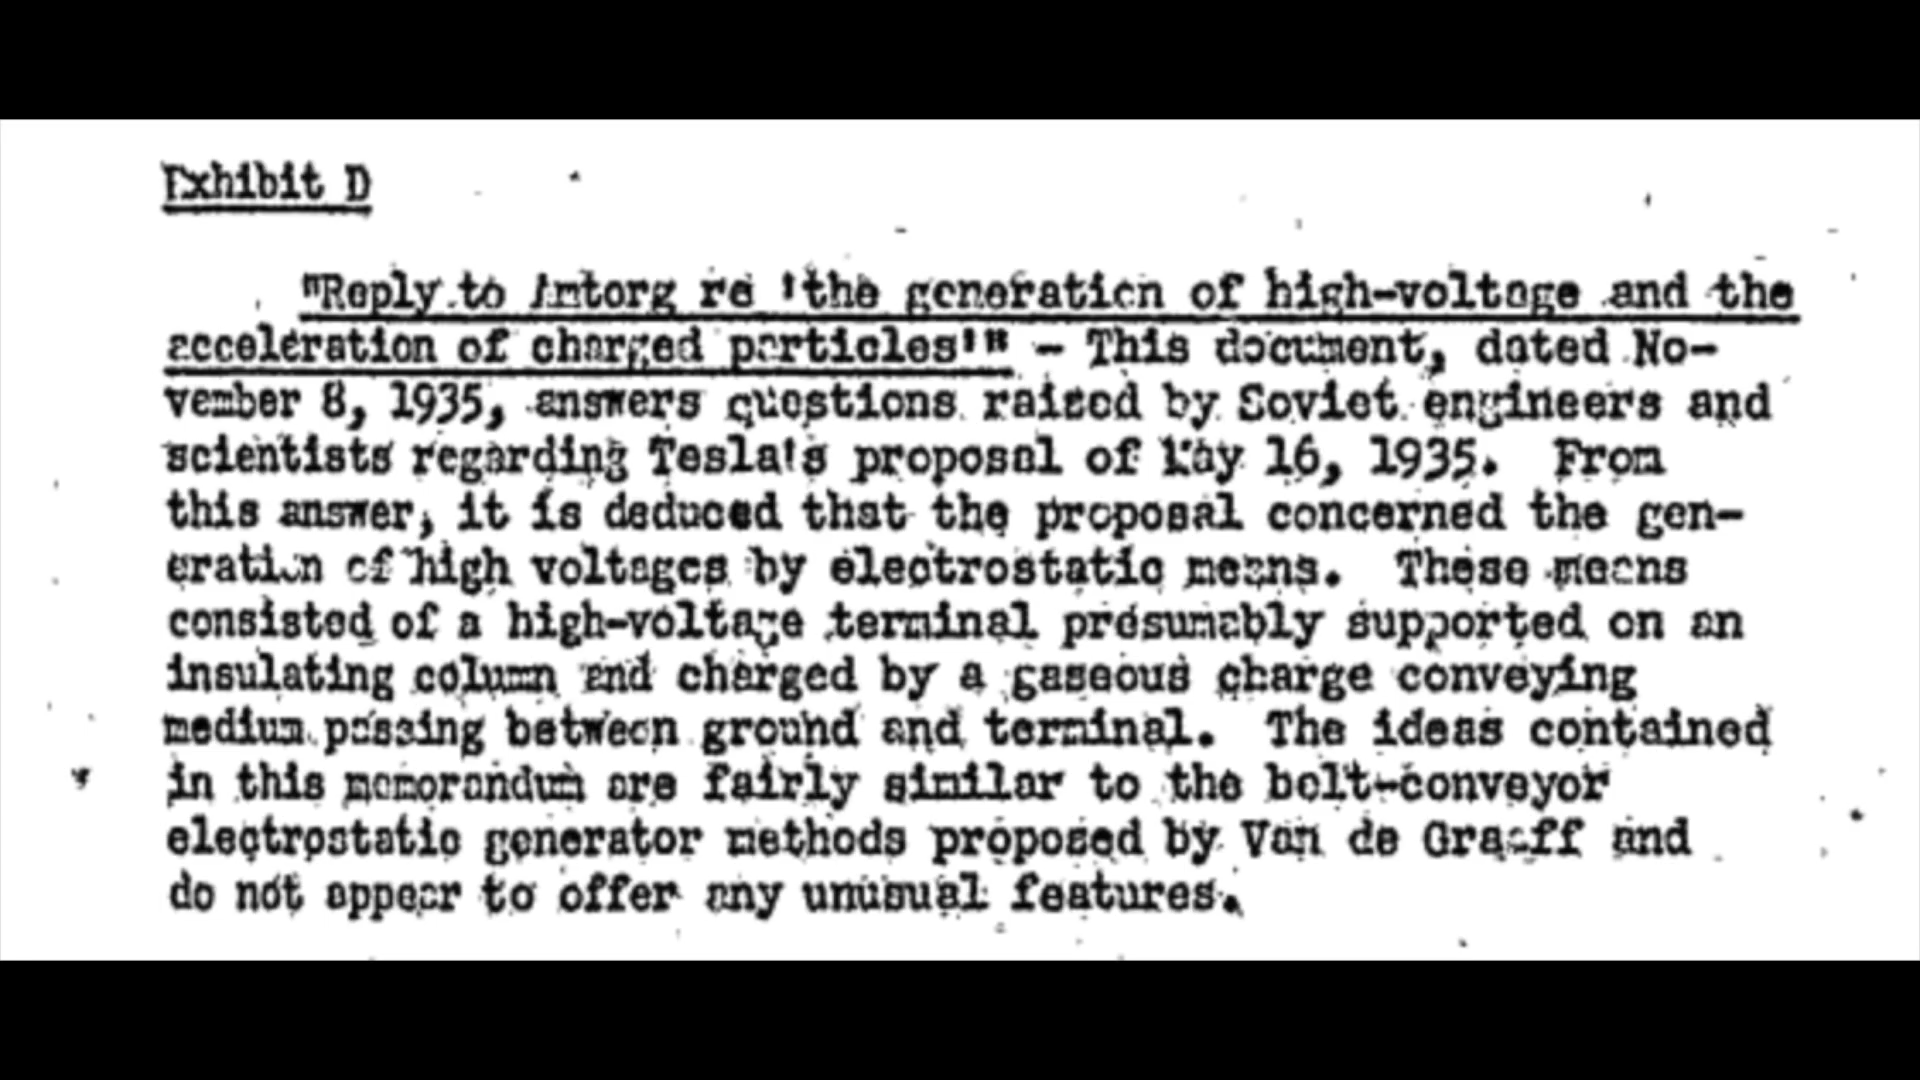 Exhibit D
"Reply to Amtorg re 'the generation of high-voltage and the
acceleration of charged particles'" - This document, dated No-
vember 8, 1935, answers questions raised by Soviet engineers and
scientists regarding Tesla's proposal of May 16, 1935. From
this answer, it is deduced that the proposal concerned the gen-
eration of high voltages by electrostatic means. These means
consisted of a high-voltage terminal presumably supported on an
insulating column and charged by a gaseous charge conveying
medium passing between ground and terminal. The ideas contained
in this memorandum are fairly similar to the belt-conveyor
electrostatic generator methods proposed by Van de Graaff and
do not appear to offer any unusual features.